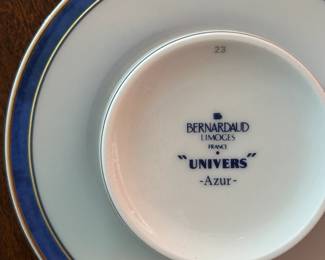 23
BERNARDAUD
LIMOGES
FRANCE
"UNIVERS"
-Azur-